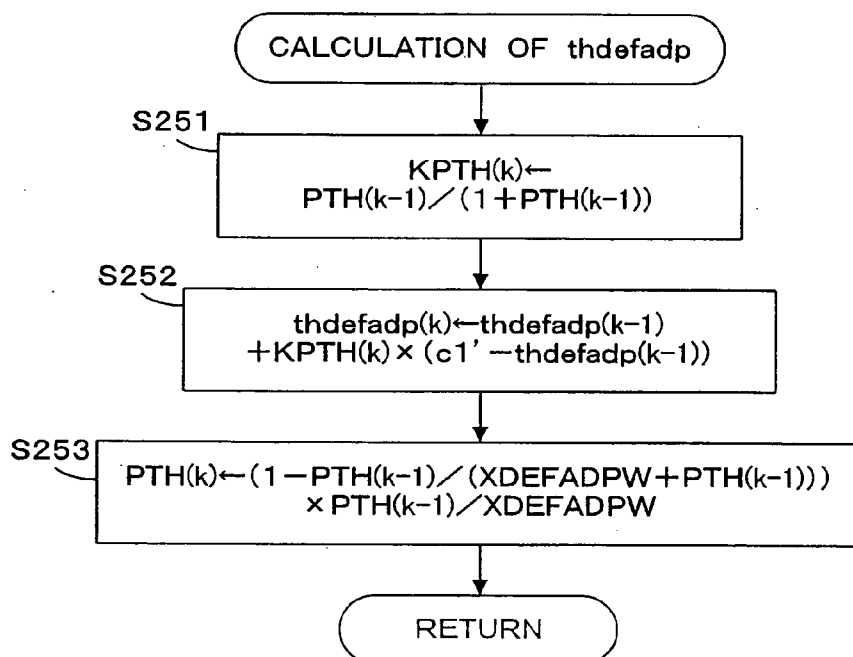 CALCULATION OF thdefadp
S251
KPTH(k)←
PTH(k-1)/(1+PTH(k-1))
S252
thdefadp(k)←thdefadp(k-1)
+KPTH(k)×(c1'-thdefadp(k-1))
S253
PTH(k)←(1-PTH(k-1)/(XDEFADPW+PTH(k-1)))
×PTH(k-1)/XDEFADPW
RETURN